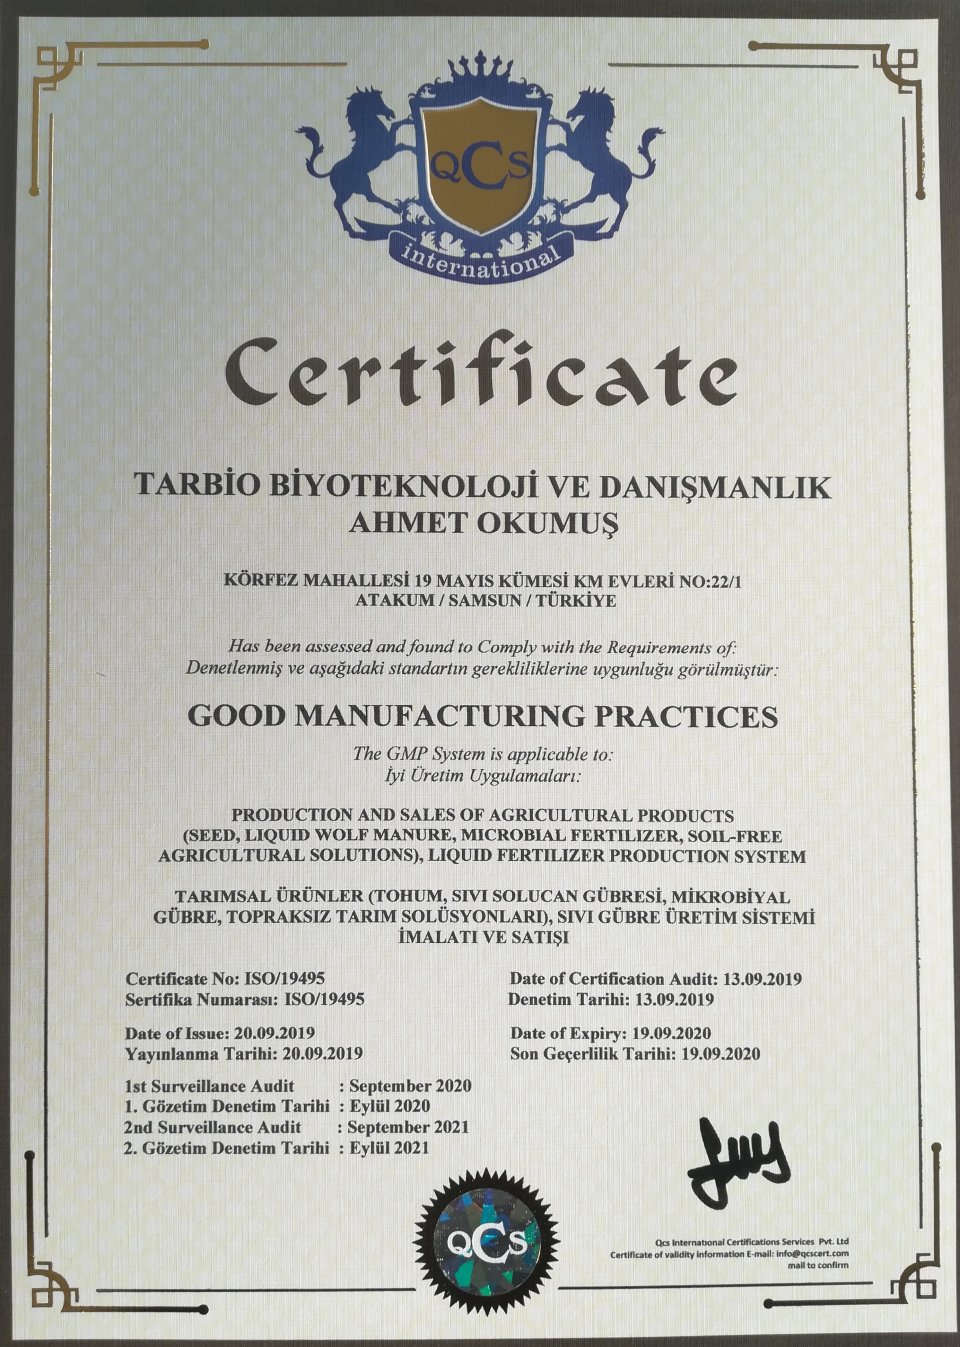 QCS
international
Certificate
TARBİO BİYOTEKNOLOJİ VE DANIŞMANLIK
AHMET OKUMUŞ
KÖRFEZ MAHALLESİ 19 MAYIS KÜMESİ KM EVLERİ NO:22/1
ATAKUM / SAMSUN / TÜRKİYE
Has been assessed and found to Comply with the Requirements of:
Denetlenmiş ve aşağıdaki standartın gerekliliklerine uygunluğu görülmüştür:
GOOD MANUFACTURING PRACTICES
The GMP System is applicable to:
İyi Üretim Uygulamaları:
PRODUCTION AND SALES OF AGRICULTURAL PRODUCTS
(SEED, LIQUID WOLF MANURE, MICROBIAL FERTILIZER, SOIL-FREE
AGRICULTURAL SOLUTIONS), LIQUID FERTILIZER PRODUCTION SYSTEM
TARIMSAL ÜRÜNLER (TOHUM, SIVI SOLUCAN GÜBRESİ, MİKROBİYAL
GÜBRE, TOPRAKSIZ TARIM SOLÜSYONLARI), SIVI GÜBRE ÜRETİM SİSTEMİ
İMALATI VE SATIŞI
Certificate No: ISO/19495
Sertifika Numarası: ISO/19495
Date of Certification Audit: 13.09.2019
Denetim Tarihi: 13.09.2019
Date of Issue: 20.09.2019
Yayınlanma Tarihi: 20.09.2019
Date of Expiry: 19.09.2020
Son Geçerlilik Tarihi: 19.09.2020
1st Surveillance Audit : September 2020
1. Gözetim Denetim Tarihi : Eylül 2020
2nd Surveillance Audit : September 2021
2. Gözetim Denetim Tarihi : Eylül 2021
QCS
Qcs International Certifications Services Pvt. Ltd
Certificate of validity information E-mail: info@qcscert.com
mail to confirm